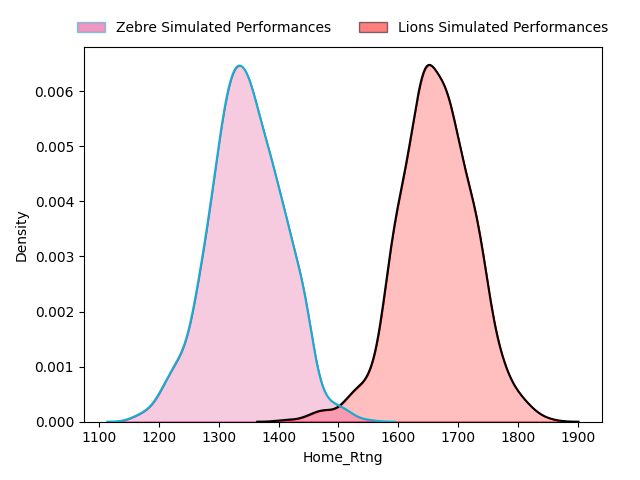 Zebre Simulated Performances
Lions Simulated Performances
0.006
0.005
0.004
0.003
0.002
0.001
0.000
Density
1100 1200 1300 1400 1500 1600 1700 1800 1900
Home_Rtng